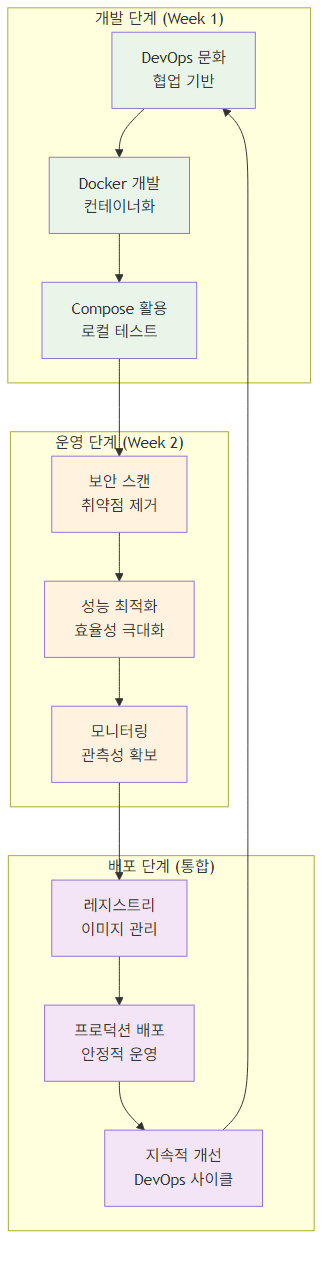 개발 단계 (Week 1)
DevOps 문화
협업 기반
Docker 개발
컨테이너화
Compose 활용
로컬 테스트
운영 단계 (Week 2)
보안 스캔
취약점 제거
성능 최적화
효율성 극대화
모니터링
관측성 확보
배포 단계 (통합)
레지스트리
이미지 관리
프로덕션 배포
안정적 운영
지속적 개선
DevOps 사이클